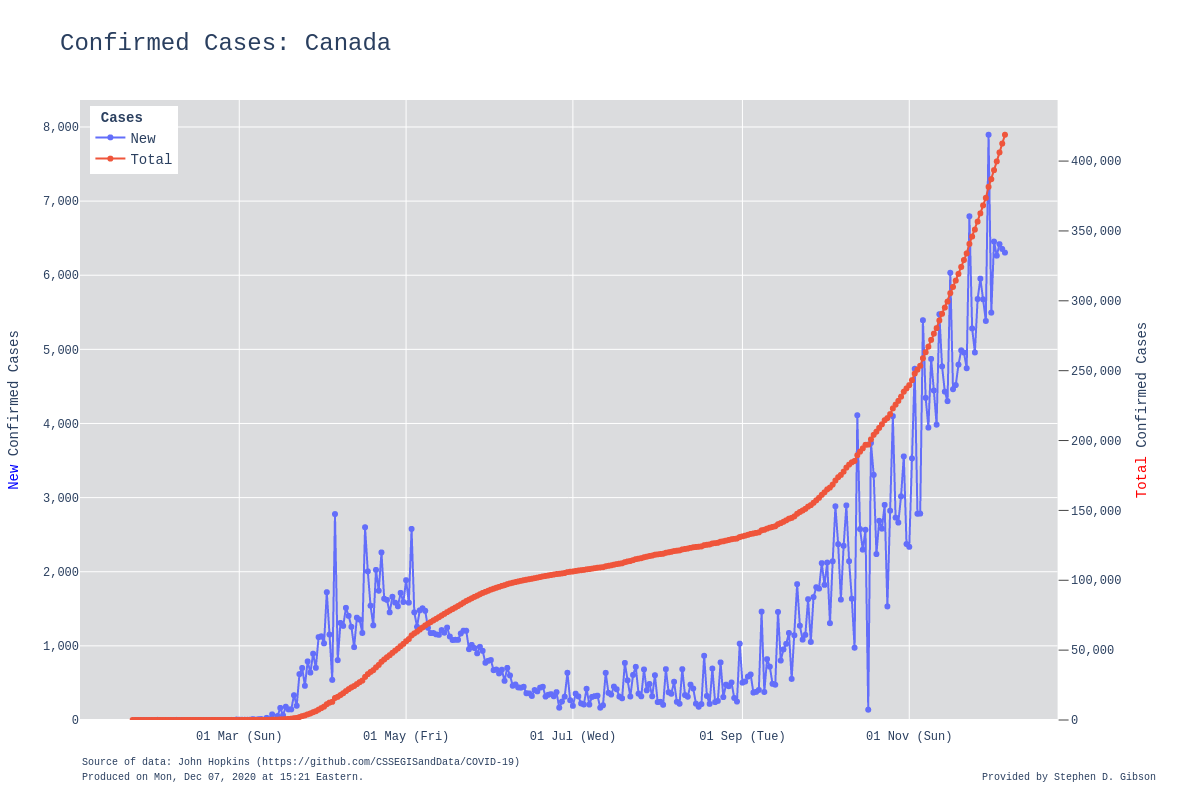 Confirmed Cases: Canada
Cases
New
Total
8,000
7,000
6,000
5,000
4,000
3,000
2,000
1,000
0
New Confirmed Cases
400,000
350,000
300,000
250,000
200,000
150,000
100,000
50,000
0
Total Confirmed Cases
01 Mar (Sun)
01 May (Fri)
01 Jul (Wed)
01 Sep (Tue)
01 Nov (Sun)
Source of data: John Hopkins (https://github.com/CSSEGISandData/COVID-19)
Produced on Mon, Dec 07, 2020 at 15:21 Eastern.
Provided by Stephen D. Gibson